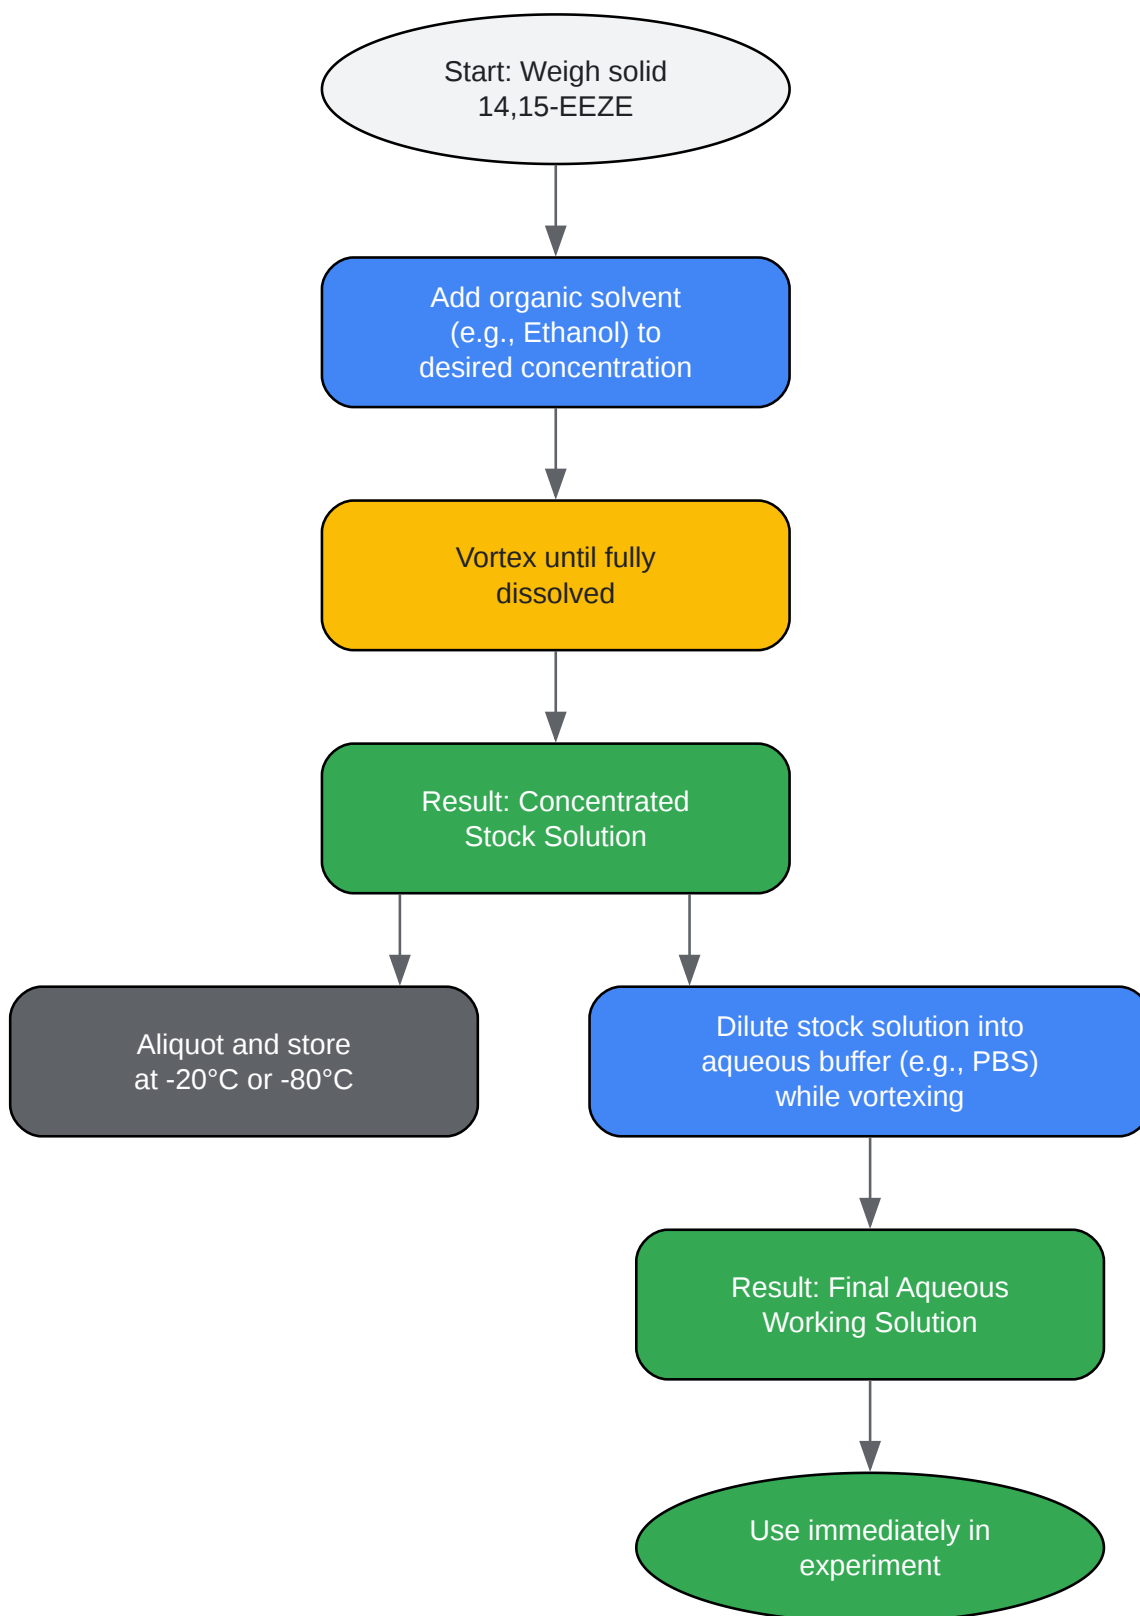 Start: Weigh solid
14,15-EEZE
Add organic solvent
(e.g., Ethanol) to
desired concentration
Vortex until fully
dissolved
Result: Concentrated
Stock Solution
Aliquot and store
at -20°C or -80°C
Dilute stock solution into
aqueous buffer (e.g., PBS)
while vortexing
Result: Final Aqueous
Working Solution
Use immediately in
experiment